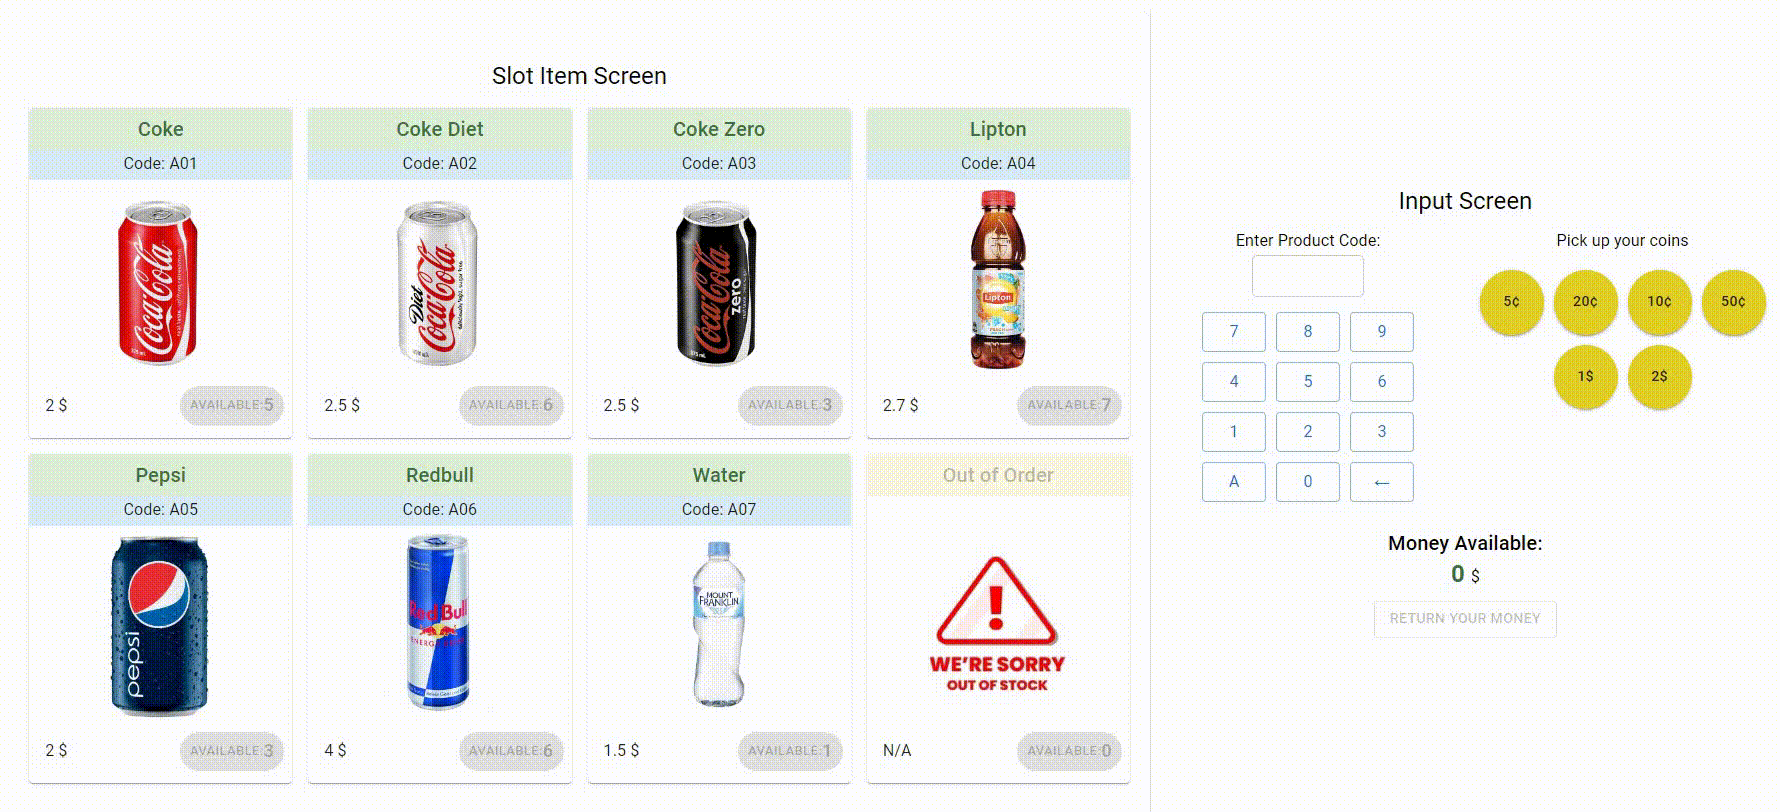 Slot Item Screen
Coke
Code: A01
Coca-Cola
2 $
AVAILABLE:5
Coke Diet
Code: A02
Diet
Coca-Cola
2.5 $
AVAILABLE:6
Coke Zero
Code: A03
Coca-Cola
zero
2.5 $
AVAILABLE:3
Lipton
Code: A04
Lipton
2.7 $
AVAILABLE:7
Pepsi
Code: A05
pepsi
2 $
AVAILABLE:3
Redbull
Code: A06
Red Bull
4 $
AVAILABLE:6
Water
Code: A07
MOUNT
FRANKLIN
1.5 $
AVAILABLE:1
Out of Order
WE'RE SORRY
OUT OF STOCK
N/A
AVAILABLE:0
Input Screen
Enter Product Code:
7 8 9
4 5 6
1 2 3
A 0 ←
Pick up your coins
5¢ 20¢ 10¢ 50¢
1$ 2$
Money Available:
0 $
RETURN YOUR MONEY